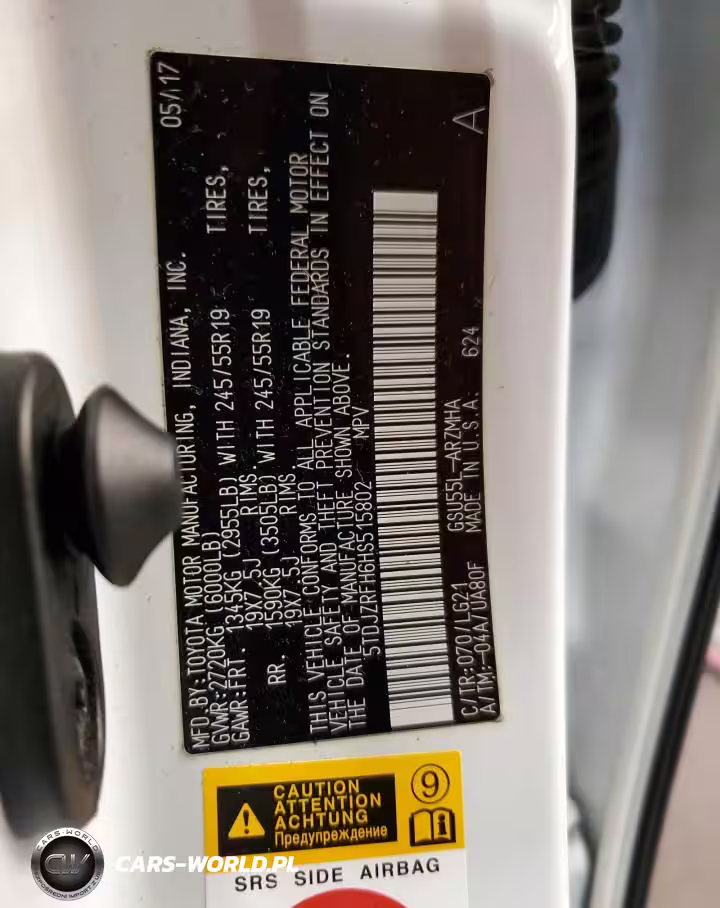 MFD.BY:TOYOTA MOTOR MANUFACTURING, INDIANA, INC. 05/17
GVWR:2720KG(6000LB)
GAWR:FRT. 1345KG (2955LB) WITH 245/55R19 TIRES,
19X7.5J RIMS.
RR. 1590KG (3505LB) WITH 245/55R19 TIRES,
19X7.5J RIMS.
THIS VEHICLE CONFORMS TO ALL APPLICABLE FEDERAL MOTOR
VEHICLE SAFETY AND THEFT PREVENTION STANDARDS IN EFFECT ON
THE DATE OF MANUFACTURE SHOWN ABOVE.
5TDJZRFH6HS515802 MPV
A
C/TR:070/LG21 GSU55L-ARZMHA
A/TM:-04A/UA80F MADE IN U.S.A. 624
CAUTION
ATTENTION
ACHTUNG
Предупреждение
9
SRS SIDE AIRBAG
CARS-WORLD
CW
CARS-WORLD.PL